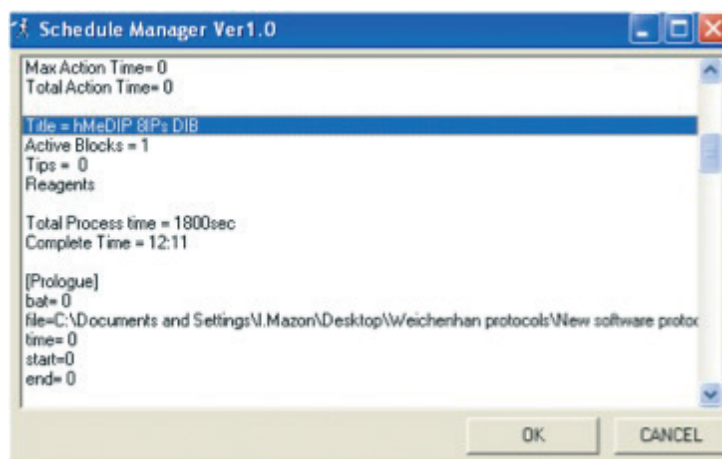 Schedule Manager Ver1.0
Max Action Time= 0
Total Action Time= 0
Title = hMeDIP 8IPs DIB
Active Blocks = 1
Tips = 0
Reagents
Total Process time = 1800sec
Complete Time = 12:11
[Prologue]
bat= 0
file=C:\Documents and Settings\I.Mazon\Desktop\Weichenhan protocols\New software protoc
time= 0
start=0
end= 0
OK
CANCEL